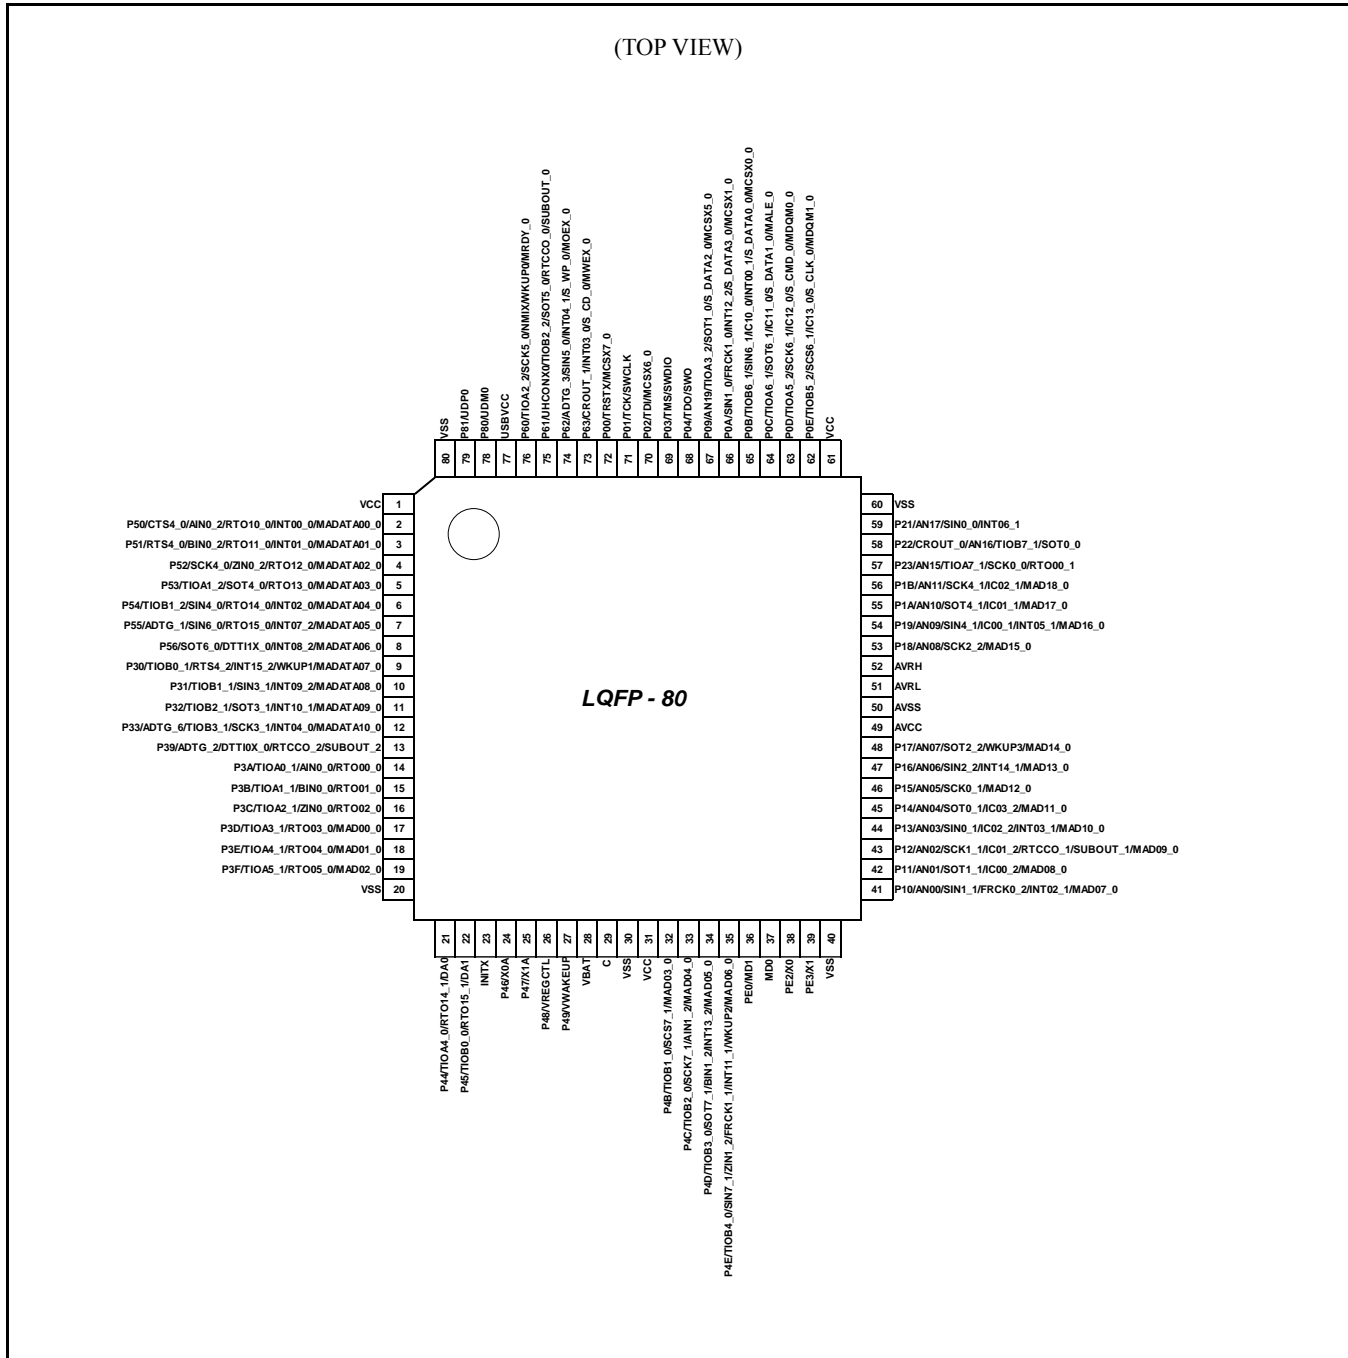 (TOP VIEW)
VSS
P81/UDP0
P80/UDM0
USBVCC
P60/TIOA2_2/SCK5_0/NMIX/WKUP0/MRDY_0
P61/UHCONX0/TIOB2_2/SOT5_0/RTCCO_0/SUBOUT_0
P62/ADTG_3/SIN5_0/INT04_1/S_WP_0/MOEX_0
P63/CROUT_1/INT03_0/S_CD_0/MWEX_0
P00/TRSTX/MCSX7_0
P01/TCK/SWCLK
P02/TDI/MCSX6_0
P03/TMS/SWDIO
P04/TDO/SWO
P09/AN19/TIOA3_2/SOT1_0/S_DATA2_0/MCSX5_0
P0A/SIN1_0/FRCK1_0/INT12_2/S_DATA3_0/MCSX1_0
P0B/TIOB6_1/SIN6_1/IC10_0/INT00_1/S_DATA0_0/MCSX0_0
P0C/TIOA6_1/SOT6_1/IC11_0/S_DATA1_0/MALE_0
P0D/TIOA5_2/SCK6_1/IC12_0/S_CMD_0/MDQM0_0
P0E/TIOB5_2/SCS6_1/IC13_0/S_CLK_0/MDQM1_0
VCC
80
79
78
77
76
75
74
73
72
71
70
69
68
67
66
65
64
63
62
61
VCC 1
P50/CTS4_0/AIN0_2/RTO10_0/INT00_0/MADATA00_0 2
P51/RTS4_0/BIN0_2/RTO11_0/INT01_0/MADATA01_0 3
P52/SCK4_0/ZIN0_2/RTO12_0/MADATA02_0 4
P53/TIOA1_2/SOT4_0/RTO13_0/MADATA03_0 5
P54/TIOB1_2/SIN4_0/RTO14_0/INT02_0/MADATA04_0 6
P55/ADTG_1/SIN6_0/RTO15_0/INT07_2/MADATA05_0 7
P56/SOT6_0/DTTI1X_0/INT08_2/MADATA06_0 8
P30/TIOB0_1/RTS4_2/INT15_2/WKUP1/MADATA07_0 9
P31/TIOB1_1/SIN3_1/INT09_2/MADATA08_0 10
P32/TIOB2_1/SOT3_1/INT10_1/MADATA09_0 11
P33/ADTG_6/TIOB3_1/SCK3_1/INT04_0/MADATA10_0 12
P39/ADTG_2/DTTI0X_0/RTCCO_2/SUBOUT_2 13
P3A/TIOA0_1/AIN0_0/RTO00_0 14
P3B/TIOA1_1/BIN0_0/RTO01_0 15
P3C/TIOA2_1/ZIN0_0/RTO02_0 16
P3D/TIOA3_1/RTO03_0/MAD00_0 17
P3E/TIOA4_1/RTO04_0/MAD01_0 18
P3F/TIOA5_1/RTO05_0/MAD02_0 19
VSS 20
LQFP - 80
60 VSS
59 P21/AN17/SIN0_0/INT06_1
58 P22/CROUT_0/AN16/TIOB7_1/SOT0_0
57 P23/AN15/TIOA7_1/SCK0_0/RTO00_1
56 P1B/AN11/SCK4_1/IC02_1/MAD18_0
55 P1A/AN10/SOT4_1/IC01_1/MAD17_0
54 P19/AN09/SIN4_1/IC00_1/INT05_1/MAD16_0
53 P18/AN08/SCK2_2/MAD15_0
52 AVRH
51 AVRL
50 AVSS
49 AVCC
48 P17/AN07/SOT2_2/WKUP3/MAD14_0
47 P16/AN06/SIN2_2/INT14_1/MAD13_0
46 P15/AN05/SCK0_1/MAD12_0
45 P14/AN04/SOT0_1/IC03_2/MAD11_0
44 P13/AN03/SIN0_1/IC02_2/INT03_1/MAD10_0
43 P12/AN02/SCK1_1/IC01_2/RTCCO_1/SUBOUT_1/MAD09_0
42 P11/AN01/SOT1_1/IC00_2/MAD08_0
41 P10/AN00/SIN1_1/FRCK0_2/INT02_1/MAD07_0
21
22
23
24
25
26
27
28
29
30
31
32
33
34
35
36
37
38
39
40
P44/TIOA4_0/RTO14_1/DA0
P45/TIOB0_0/RTO15_1/DA1
INITX
P46/X0A
P47/X1A
P48/VREGCTL
P49/VWAKEUP
VBAT
C
VSS
VCC
P4B/TIOB1_0/SCS7_1/MAD03_0
P4C/TIOB2_0/SCK7_1/AIN1_2/MAD04_0
P4D/TIOB3_0/SOT7_1/BIN1_2/INT13_2/MAD05_0
P4E/TIOB4_0/SIN7_1/ZIN1_2/FRCK1_1/INT11_1/WKUP2/MAD06_0
PE0/MD1
MD0
PE2/X0
PE3/X1
VSS